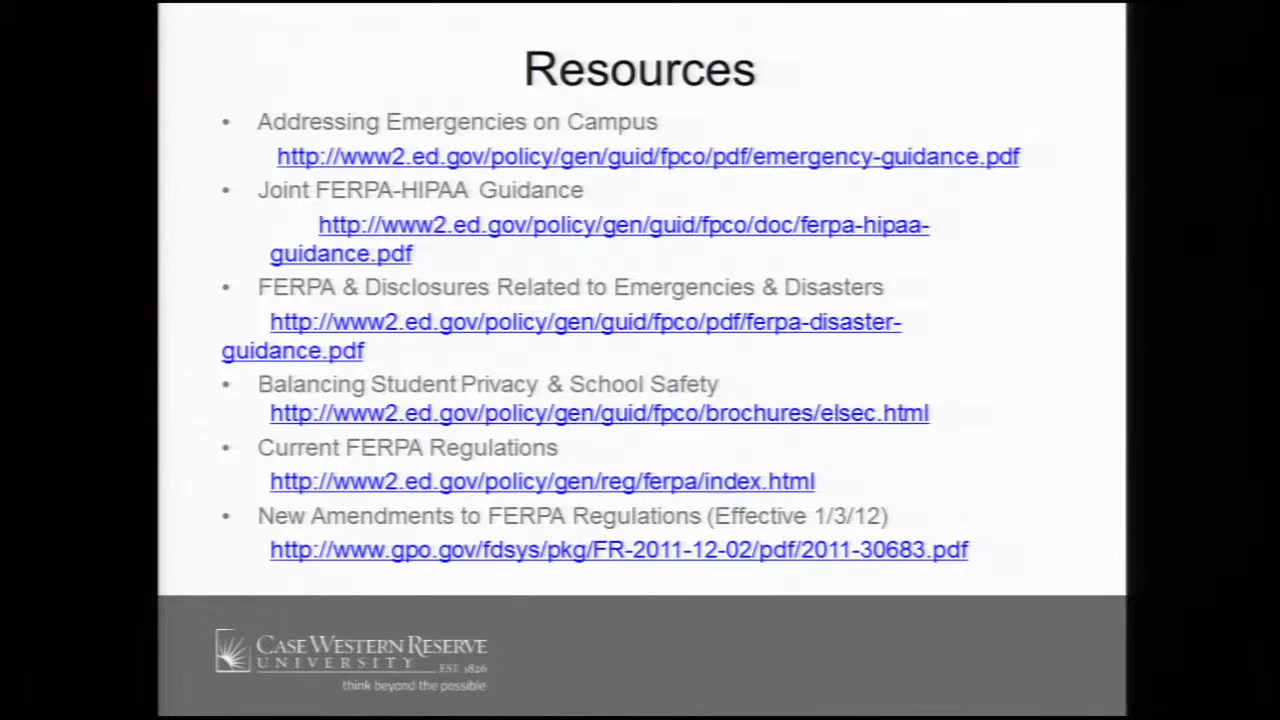 Resources
• Addressing Emergencies on Campus
http://www2.ed.gov/policy/gen/guid/fpco/pdf/emergency-guidance.pdf
• Joint FERPA-HIPAA Guidance
http://www2.ed.gov/policy/gen/guid/fpco/doc/ferpa-hipaa-
guidance.pdf
• FERPA & Disclosures Related to Emergencies & Disasters
http://www2.ed.gov/policy/gen/guid/fpco/pdf/ferpa-disaster-
guidance.pdf
• Balancing Student Privacy & School Safety
http://www2.ed.gov/policy/gen/guid/fpco/brochures/elsec.html
• Current FERPA Regulations
http://www2.ed.gov/policy/gen/reg/ferpa/index.html
• New Amendments to FERPA Regulations (Effective 1/3/12)
http://www.gpo.gov/fdsys/pkg/FR-2011-12-02/pdf/2011-30683.pdf
CASE WESTERN RESERVE
UNIVERSITY EST. 1826
think beyond the possible